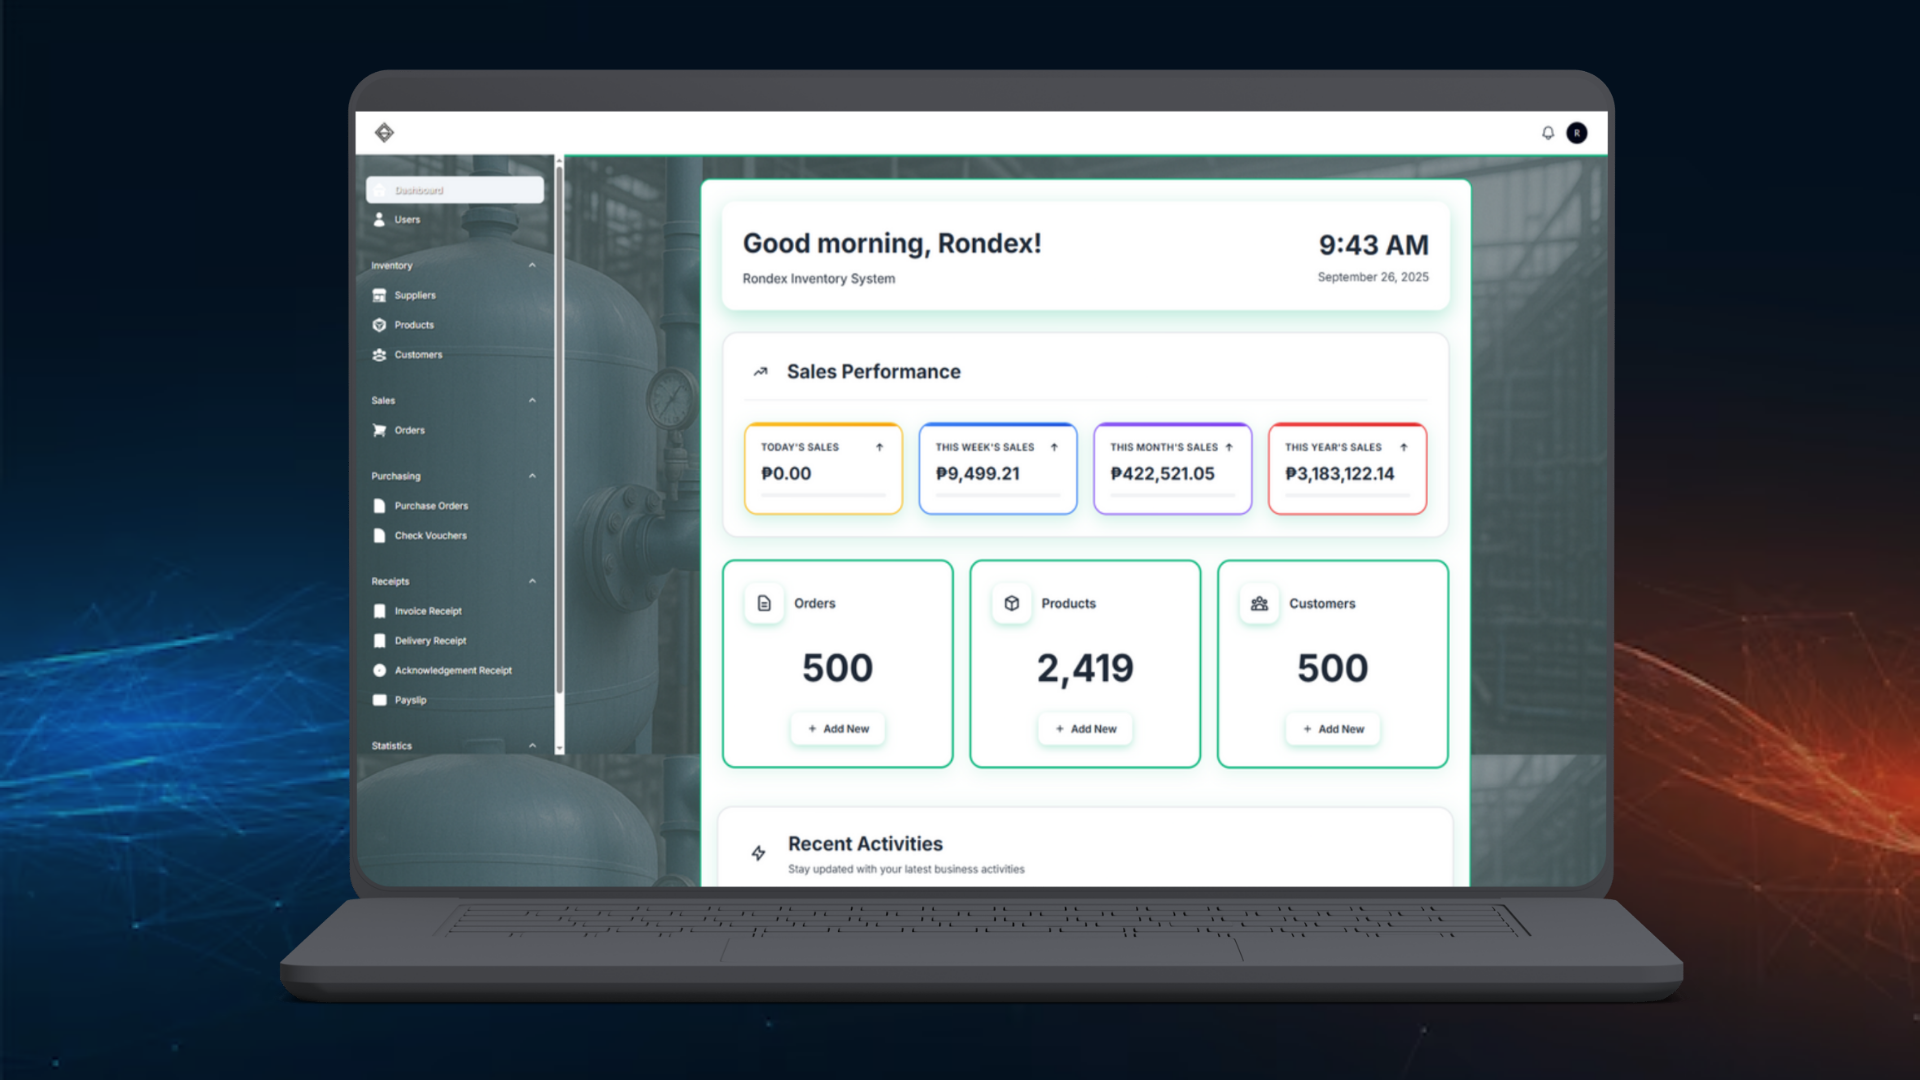 R
Dashboard
Users
Inventory
Suppliers
Products
Customers
Sales
Orders
Purchasing
Purchase Orders
Check Vouchers
Receipts
Invoice Receipt
Delivery Receipt
Acknowledgement Receipt
Payslip
Statistics
Good morning, Rondex!
Rondex Inventory System
9:43 AM
September 26, 2025
Sales Performance
TODAY'S SALES
₱0.00
THIS WEEK'S SALES
₱9,499.21
THIS MONTH'S SALES
₱422,521.05
THIS YEAR'S SALES
₱3,183,122.14
Orders
500
+ Add New
Products
2,419
+ Add New
Customers
500
+ Add New
Recent Activities
Stay updated with your latest business activities